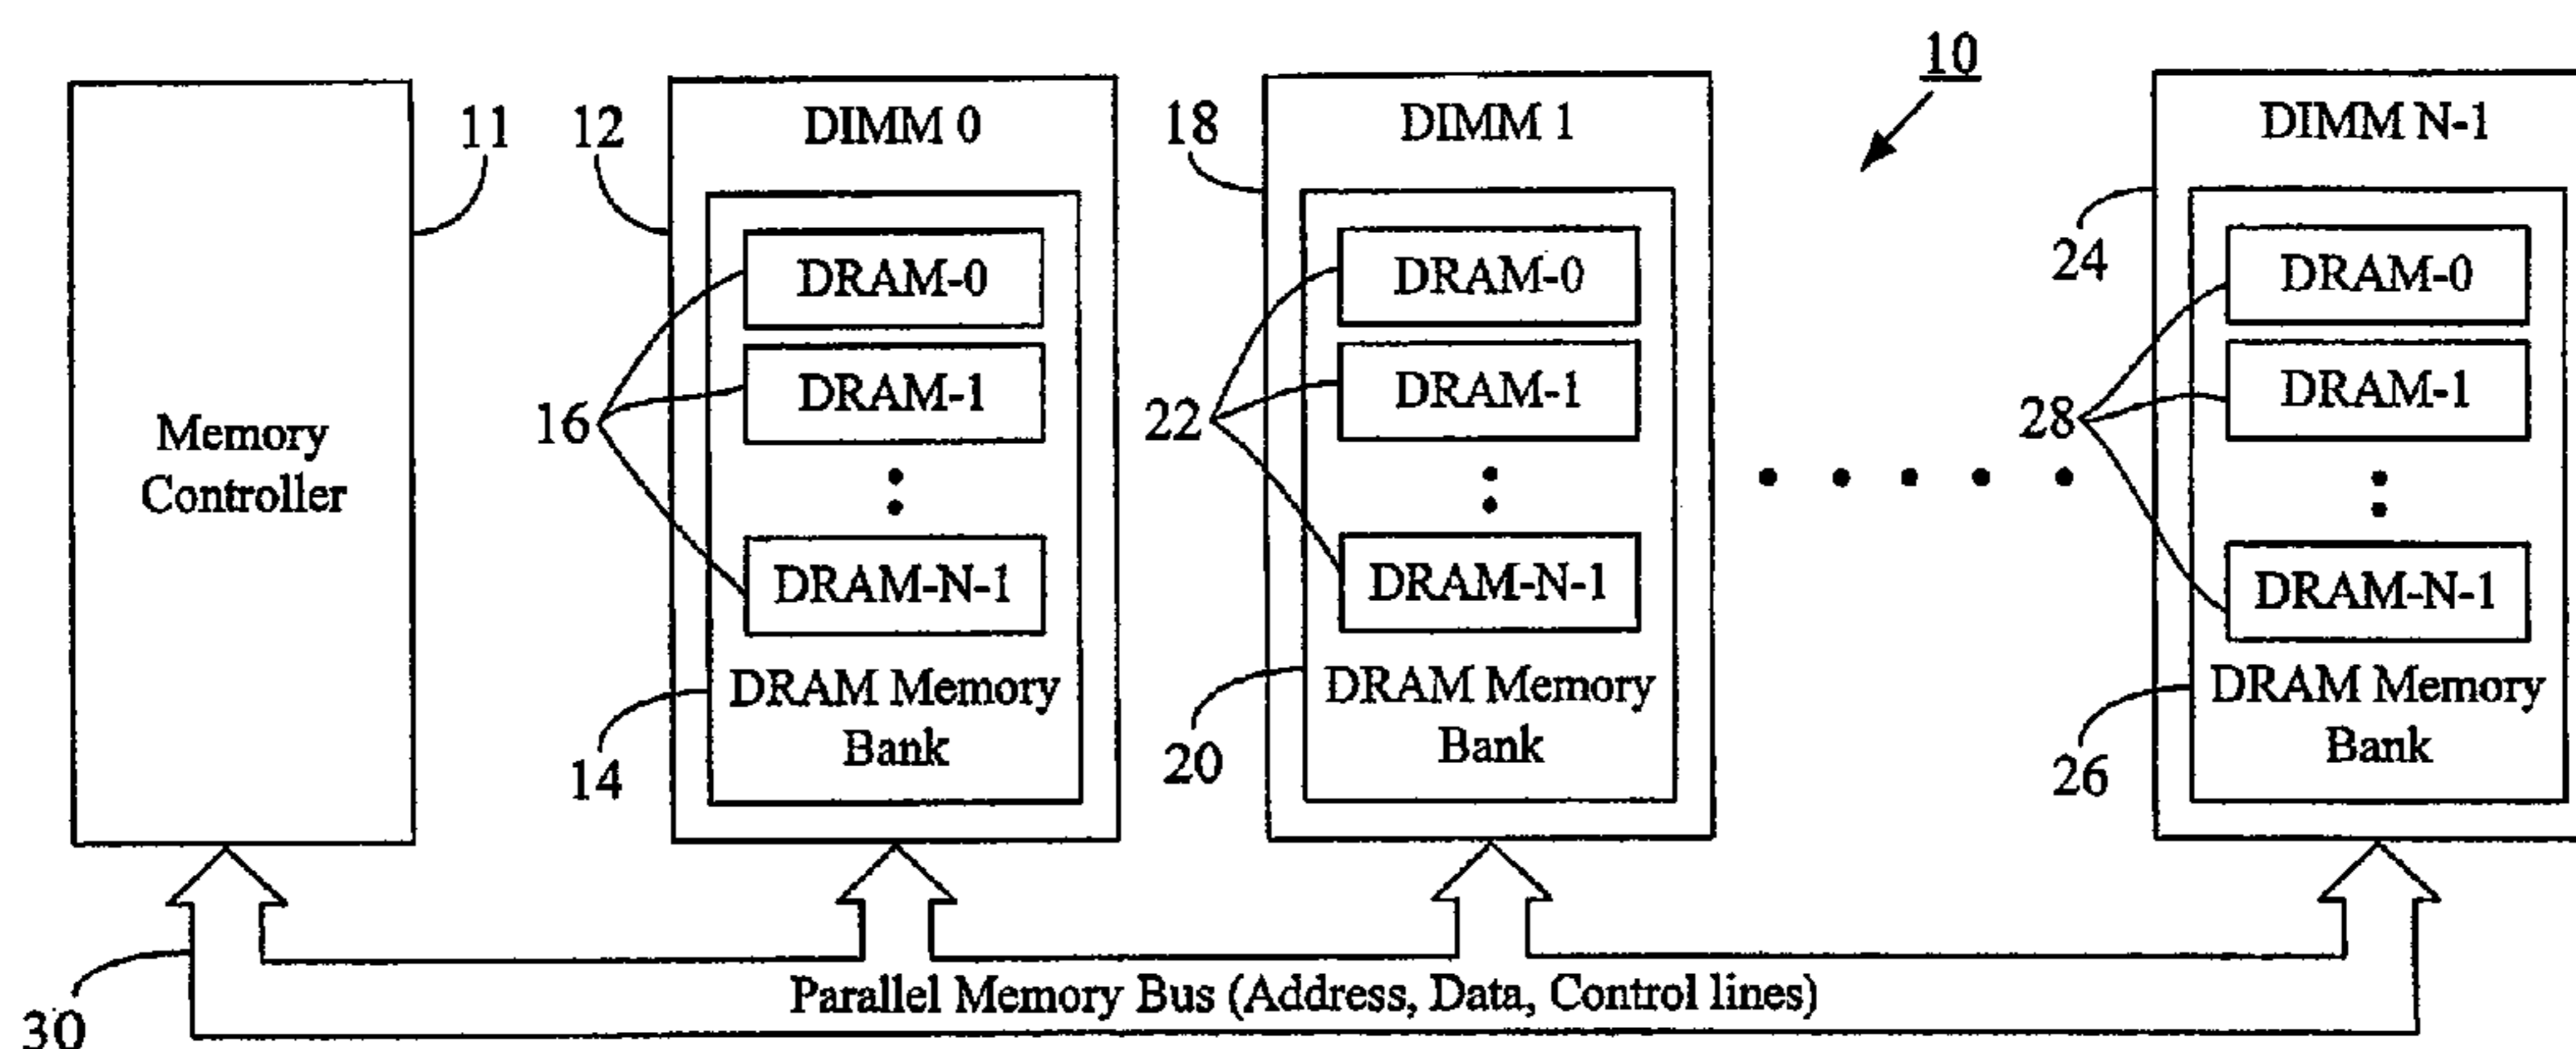 10
11
12
18
24
DIMM 0
DIMM 1
DIMM N-1
Memory
Controller
16
DRAM-0
DRAM-1
DRAM-N-1
14
DRAM Memory
Bank
22
DRAM-0
DRAM-1
DRAM-N-1
20
DRAM Memory
Bank
28
DRAM-0
DRAM-1
DRAM-N-1
26
DRAM Memory
Bank
30
Parallel Memory Bus (Address, Data, Control lines)